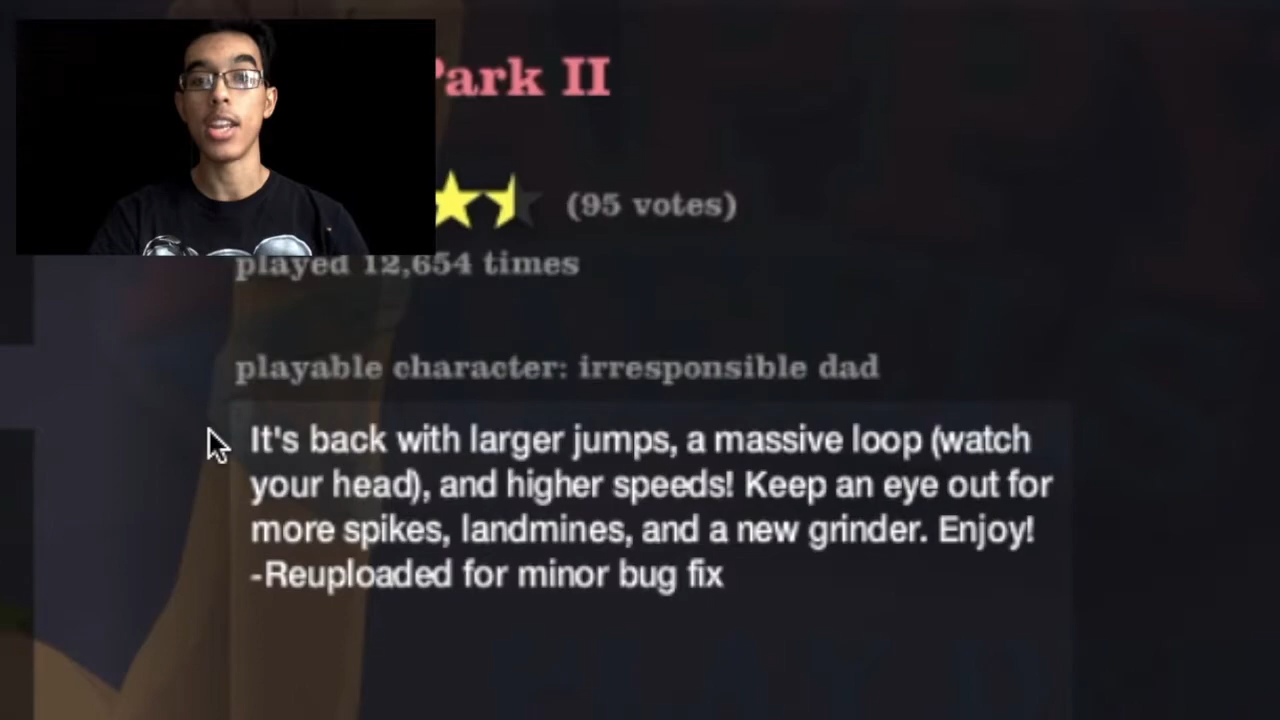 Park II
(95 votes)
played 12,654 times
playable character: irresponsible dad
It's back with larger jumps, a massive loop (watch
your head), and higher speeds! Keep an eye out for
more spikes, landmines, and a new grinder. Enjoy!
-Reuploaded for minor bug fix